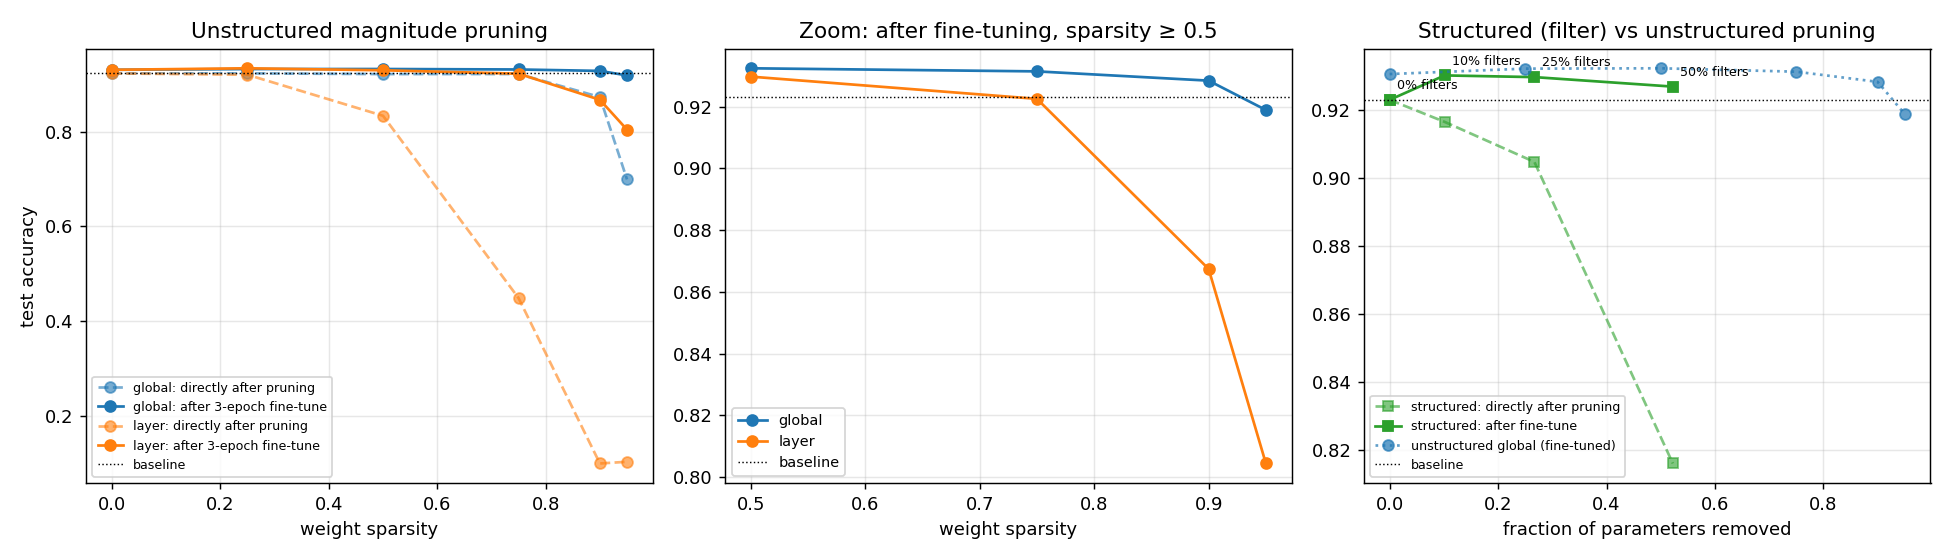 Unstructured magnitude pruning
test accuracy
0.8
0.6
0.4
0.2
global: directly after pruning
global: after 3-epoch fine-tune
layer: directly after pruning
layer: after 3-epoch fine-tune
baseline
0.0 0.2 0.4 0.6 0.8
weight sparsity
Zoom: after fine-tuning, sparsity ≥ 0.5
0.92
0.90
0.88
0.86
0.84
0.82
0.80
global
layer
baseline
0.5 0.6 0.7 0.8 0.9
weight sparsity
Structured (filter) vs unstructured pruning
0% filters
10% filters
25% filters
50% filters
0.92
0.90
0.88
0.86
0.84
0.82
structured: directly after pruning
structured: after fine-tune
unstructured global (fine-tuned)
baseline
0.0 0.2 0.4 0.6 0.8
fraction of parameters removed